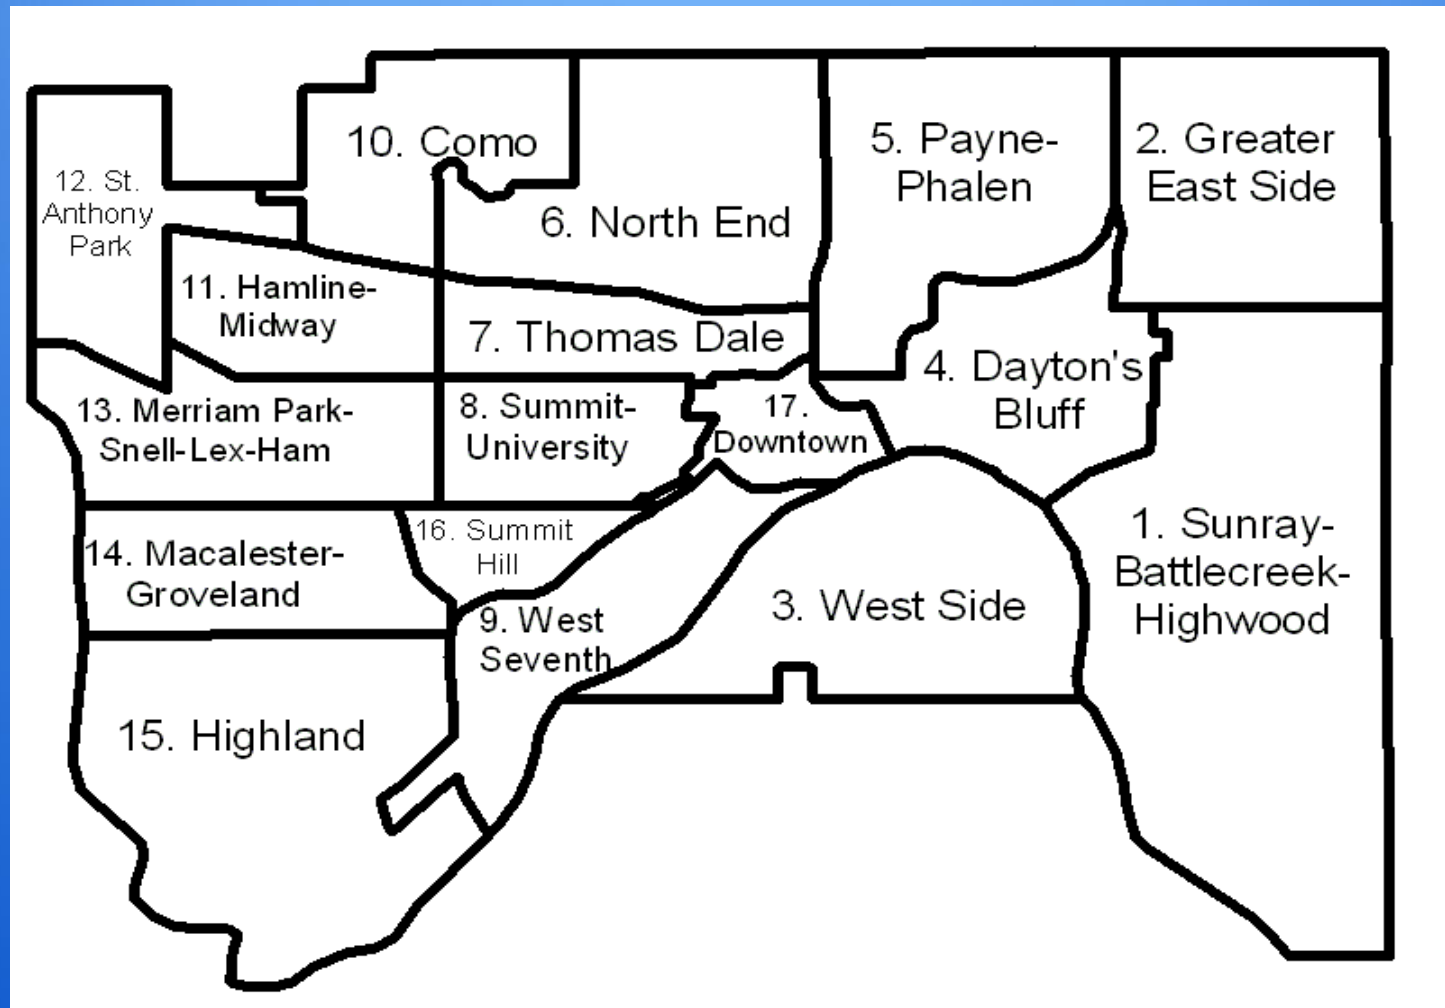 10. Como
5. Payne-
Phalen
2. Greater
East Side
12. St.
Anthony
Park
6. North End
11. Hamline-
Midway
7. Thomas Dale
4. Dayton's
Bluff
13. Merriam Park-
Snell-Lex-Ham
8. Summit-
University
17.
Downtown
16. Summit
Hill
1. Sunray-
Battlecreek-
Highwood
14. Macalester-
Groveland
9. West
Seventh
3. West Side
15. Highland